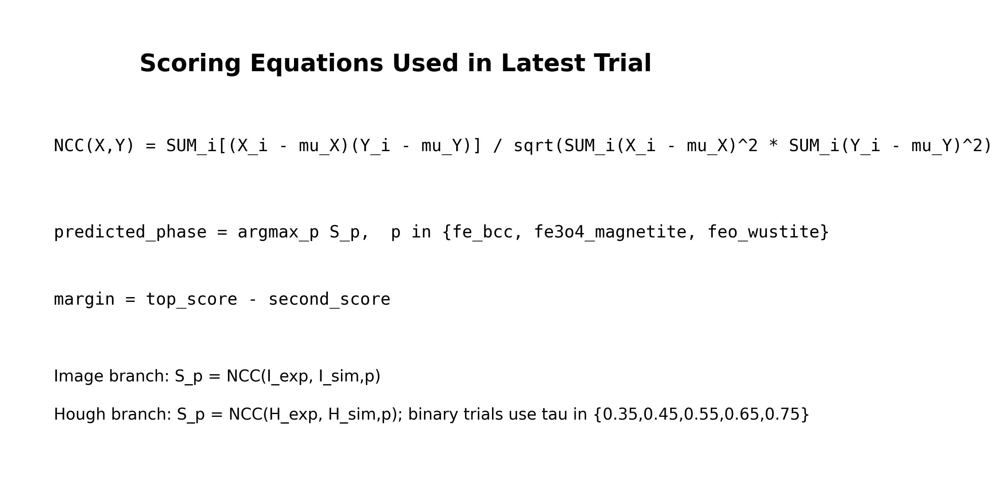 Scoring Equations Used in Latest Trial
NCC(X,Y) = SUM_i[(X_i - mu_X)(Y_i - mu_Y)] / sqrt(SUM_i(X_i - mu_X)^2 * SUM_i(Y_i - mu_Y)^2)
predicted_phase = argmax_p S_p,  p in {fe_bcc, fe3o4_magnetite, feo_wustite}
margin = top_score - second_score
Image branch: S_p = NCC(I_exp, I_sim,p)
Hough branch: S_p = NCC(H_exp, H_sim,p); binary trials use tau in {0.35,0.45,0.55,0.65,0.75}